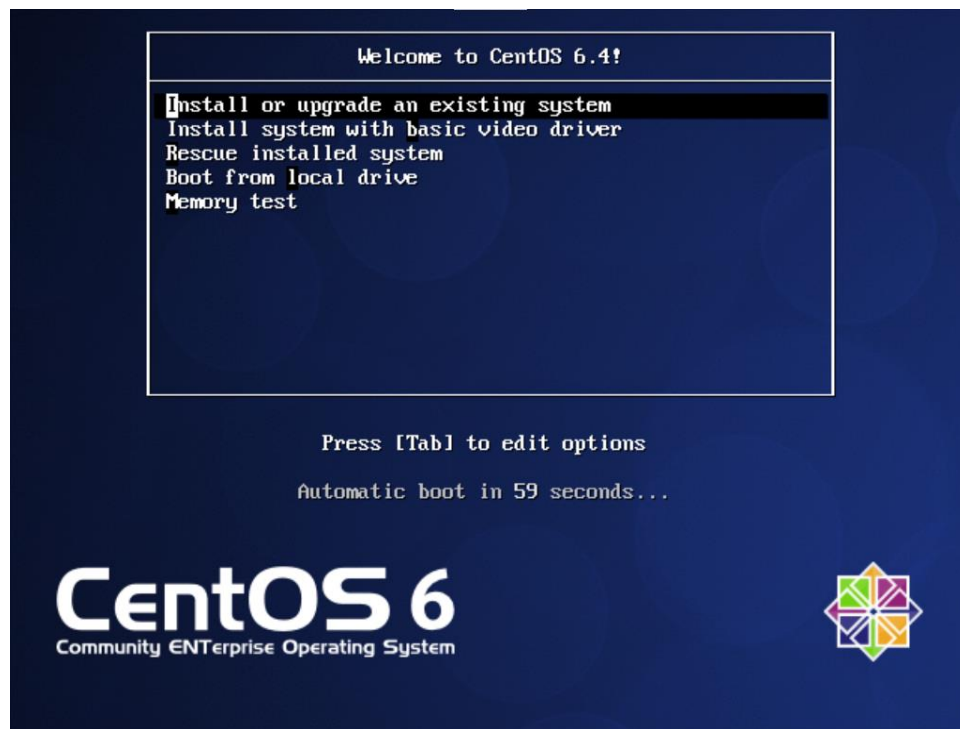 Welcome to CentOS 6.4!
Install or upgrade an existing system
Install system with basic video driver
Rescue installed system
Boot from local drive
Memory test
Press [Tab] to edit options
Automatic boot in 59 seconds...
CentOS 6
Community ENTerprise Operating System